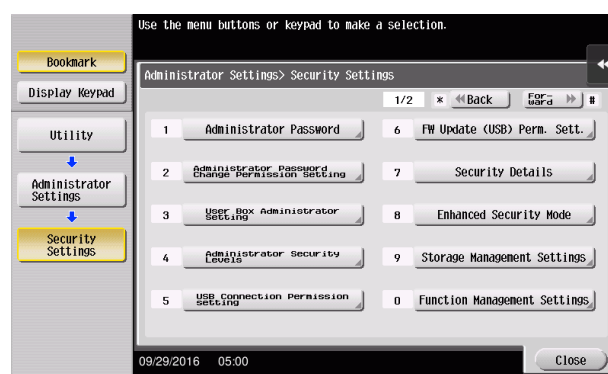 Use the menu buttons or keypad to make a selection.
Bookmark
Display Keypad
Utility
Administrator
Settings
Security
Settings
Administrator Settings> Security Settings
1/2 * Back For-
ward #
1 Administrator Password
2 Administrator Password
Change Permission Setting
3 User Box Administrator
Setting
4 Administrator Security
Levels
5 USB Connection Permission
setting
6 FW Update (USB) Perm. Sett.
7 Security Details
8 Enhanced Security Mode
9 Storage Management Settings
0 Function Management Settings
09/29/2016 05:00
Close